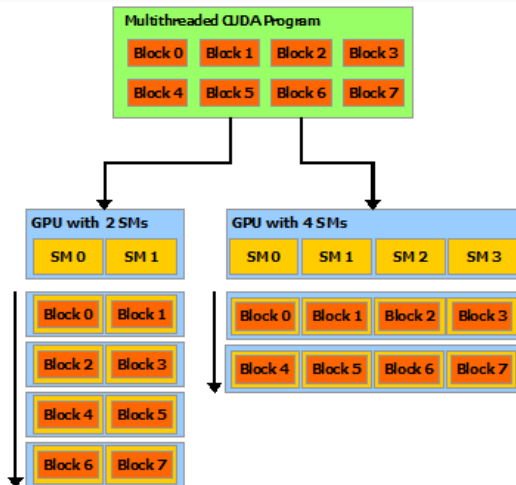 Multithreaded CUDA Program
Block 0 Block 1 Block 2 Block 3
Block 4 Block 5 Block 6 Block 7
GPU with 2 SMs
SM 0 SM 1
Block 0 Block 1
Block 2 Block 3
Block 4 Block 5
Block 6 Block 7
GPU with 4 SMs
SM 0 SM 1 SM 2 SM 3
Block 0 Block 1 Block 2 Block 3
Block 4 Block 5 Block 6 Block 7